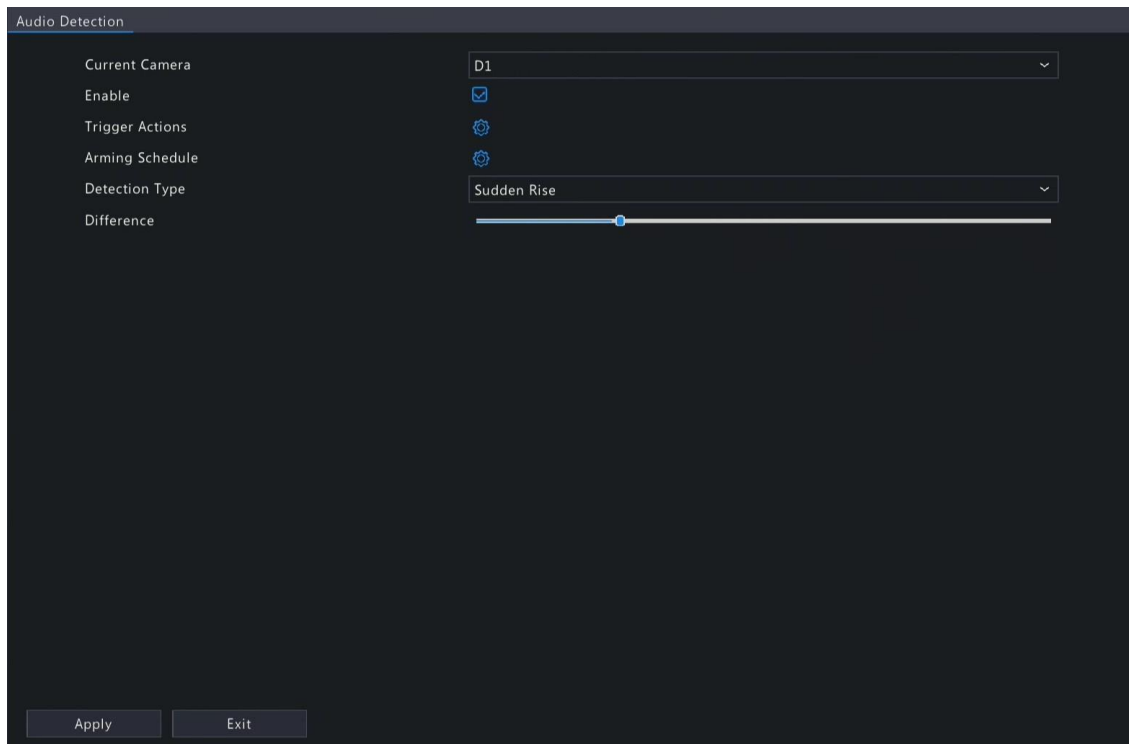 Audio Detection
Current Camera D1
Enable
Trigger Actions
Arming Schedule
Detection Type Sudden Rise
Difference
Apply Exit